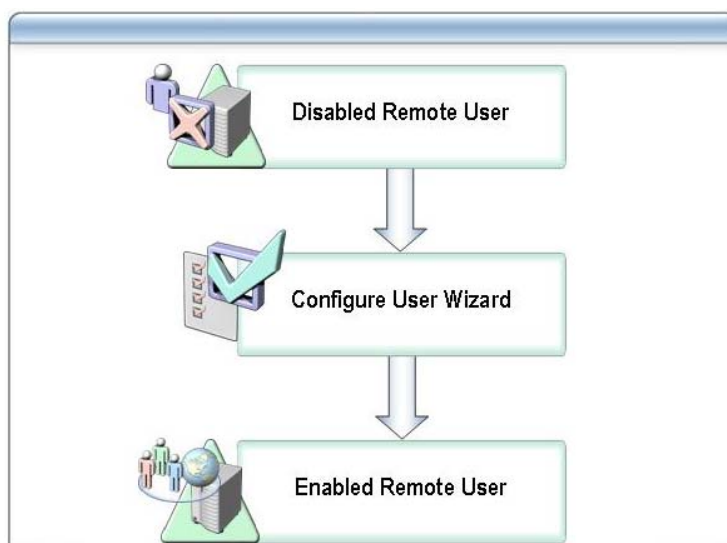 Disabled Remote User
Configure User Wizard
Enabled Remote User